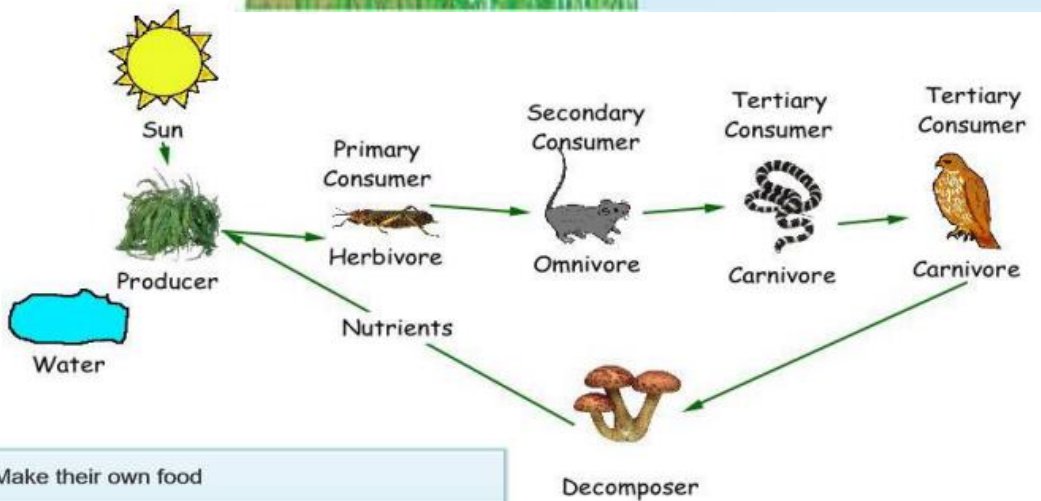 Sun
Producer
Water
Primary
Consumer
Herbivore
Secondary
Consumer
Omnivore
Tertiary
Consumer
Carnivore
Tertiary
Consumer
Carnivore
Nutrients
Decomposer
Make their own food